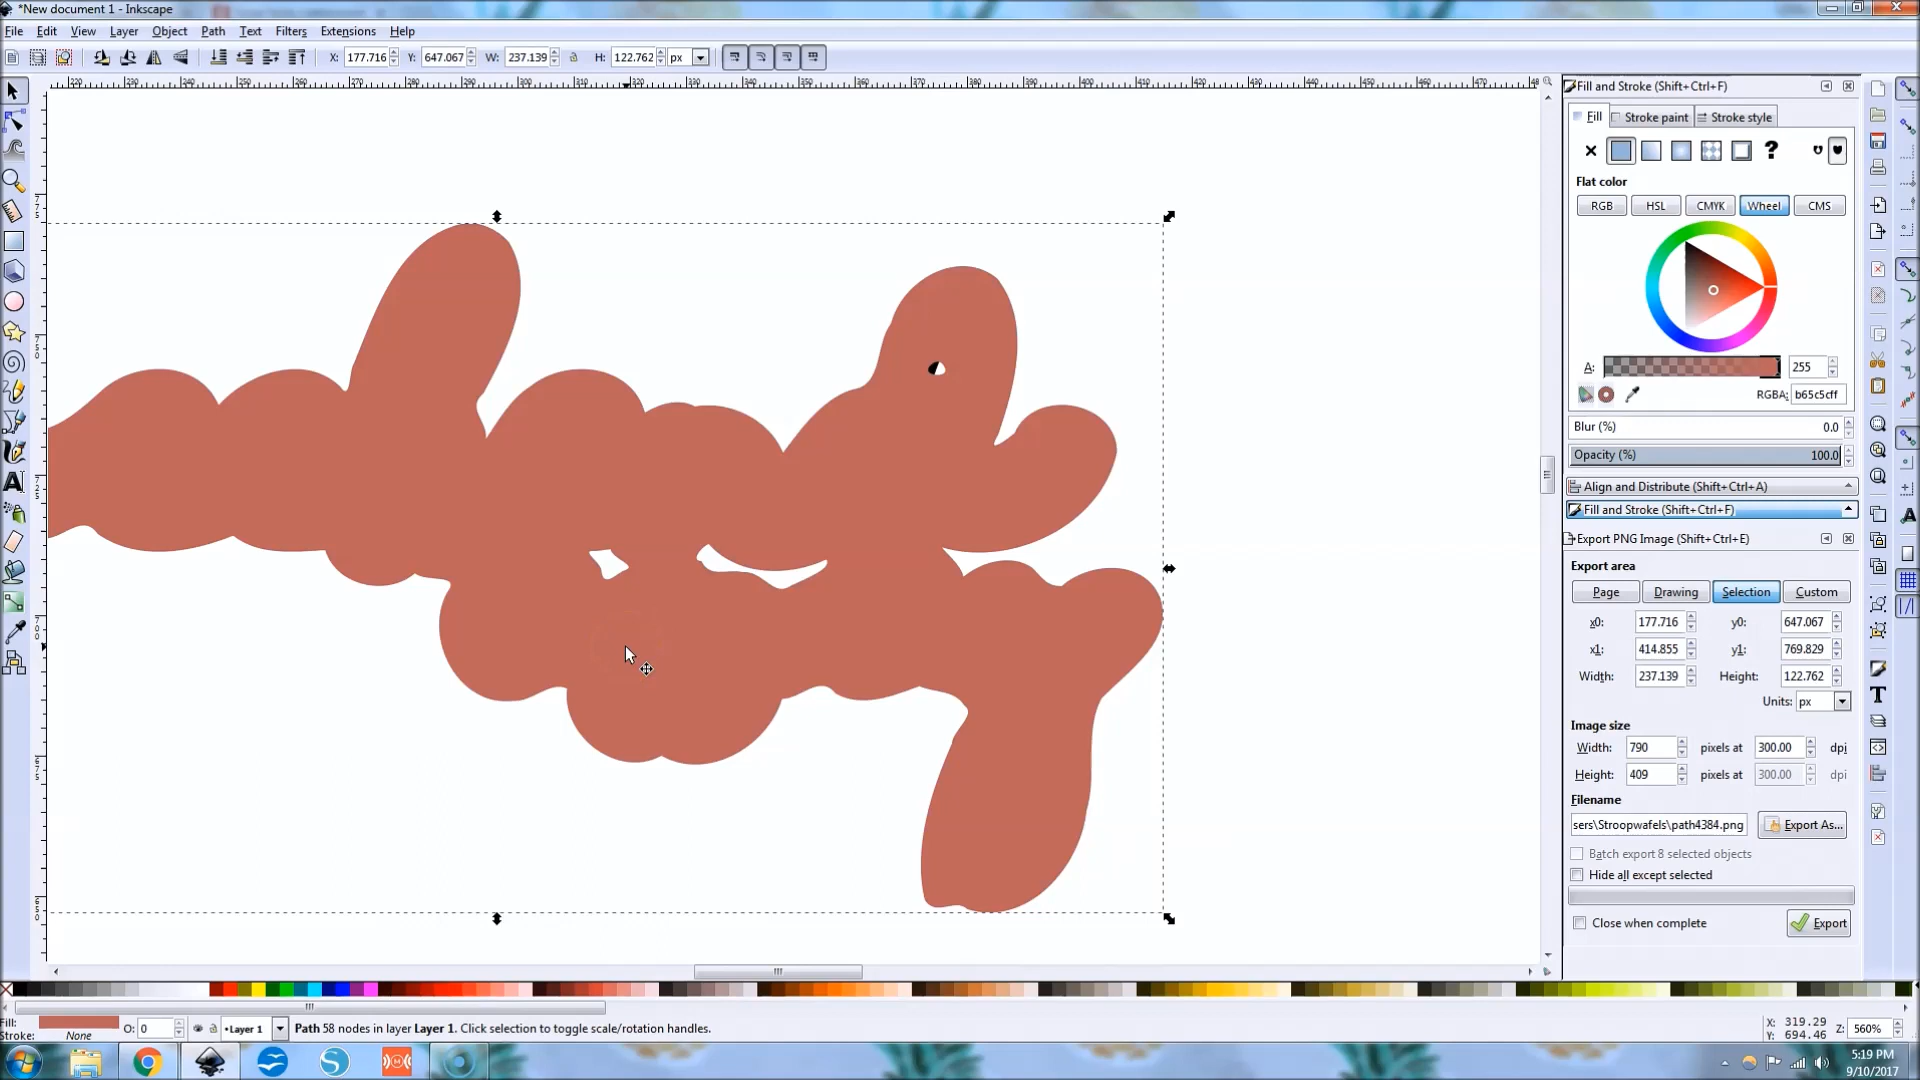 *New document 1 - Inkscape
File Edit View Layer Object Path Text Filters Extensions Help
X: 177.716 Y: 647.067 W: 237.139 H: 122.762 px
Fill and Stroke (Shift+Ctrl+F)
Fill Stroke paint Stroke style
Flat color
RGB HSL CMYK Wheel CMS
A: 255
RGBA: b65c5cff
Blur (%) 0.0
Opacity (%) 100.0
Align and Distribute (Shift+Ctrl+A)
Fill and Stroke (Shift+Ctrl+F)
Export PNG Image (Shift+Ctrl+E)
Export area
Page Drawing Selection Custom
x0: 177.716 y0: 647.067
x1: 414.855 y1: 769.829
Width: 237.139 Height: 122.762
Units: px
Image size
Width: 790 pixels at 300.00 dpi
Height: 409 pixels at 300.00 dpi
Filename
sers\Stroopwafels\path4384.png Export As...
Batch export 8 selected objects
Hide all except selected
Close when complete Export
Fill: O: 0 •Layer 1 Path 58 nodes in layer Layer 1. Click selection to toggle scale/rotation handles.
Stroke: None
X: 319.29
Y: 694.46
Z: 560%
5:19 PM
9/10/2017